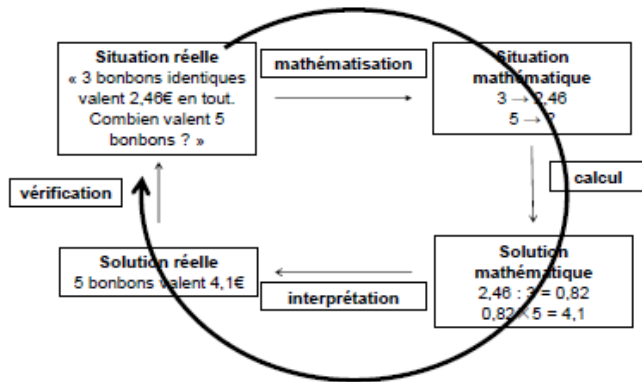 Situation réelle
« 3 bonbons identiques
valent 2,46€ en tout.
Combien valent 5
bonbons ? »
mathématisation
Situation
mathématique
3 → 2,46
5 → ?
vérification
calcul
Solution réelle
5 bonbons valent 4,1€
interprétation
Solution
mathématique
2,46 : 3 = 0,82
0,82 × 5 = 4,1